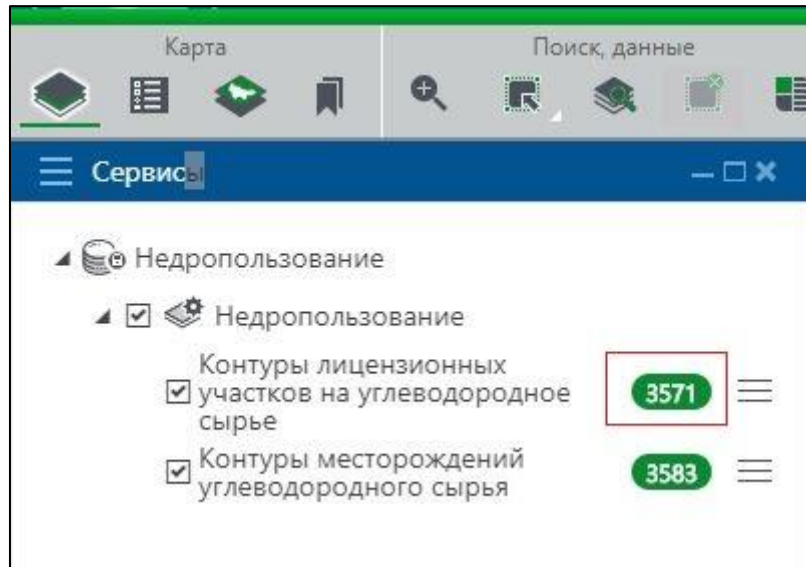 Карта
Поиск, данные
Сервисы
Недропользование
Недропользование
Контуры лицензионных
участков на углеводородное
сырье
3571
Контуры месторождений
углеводородного сырья
3583